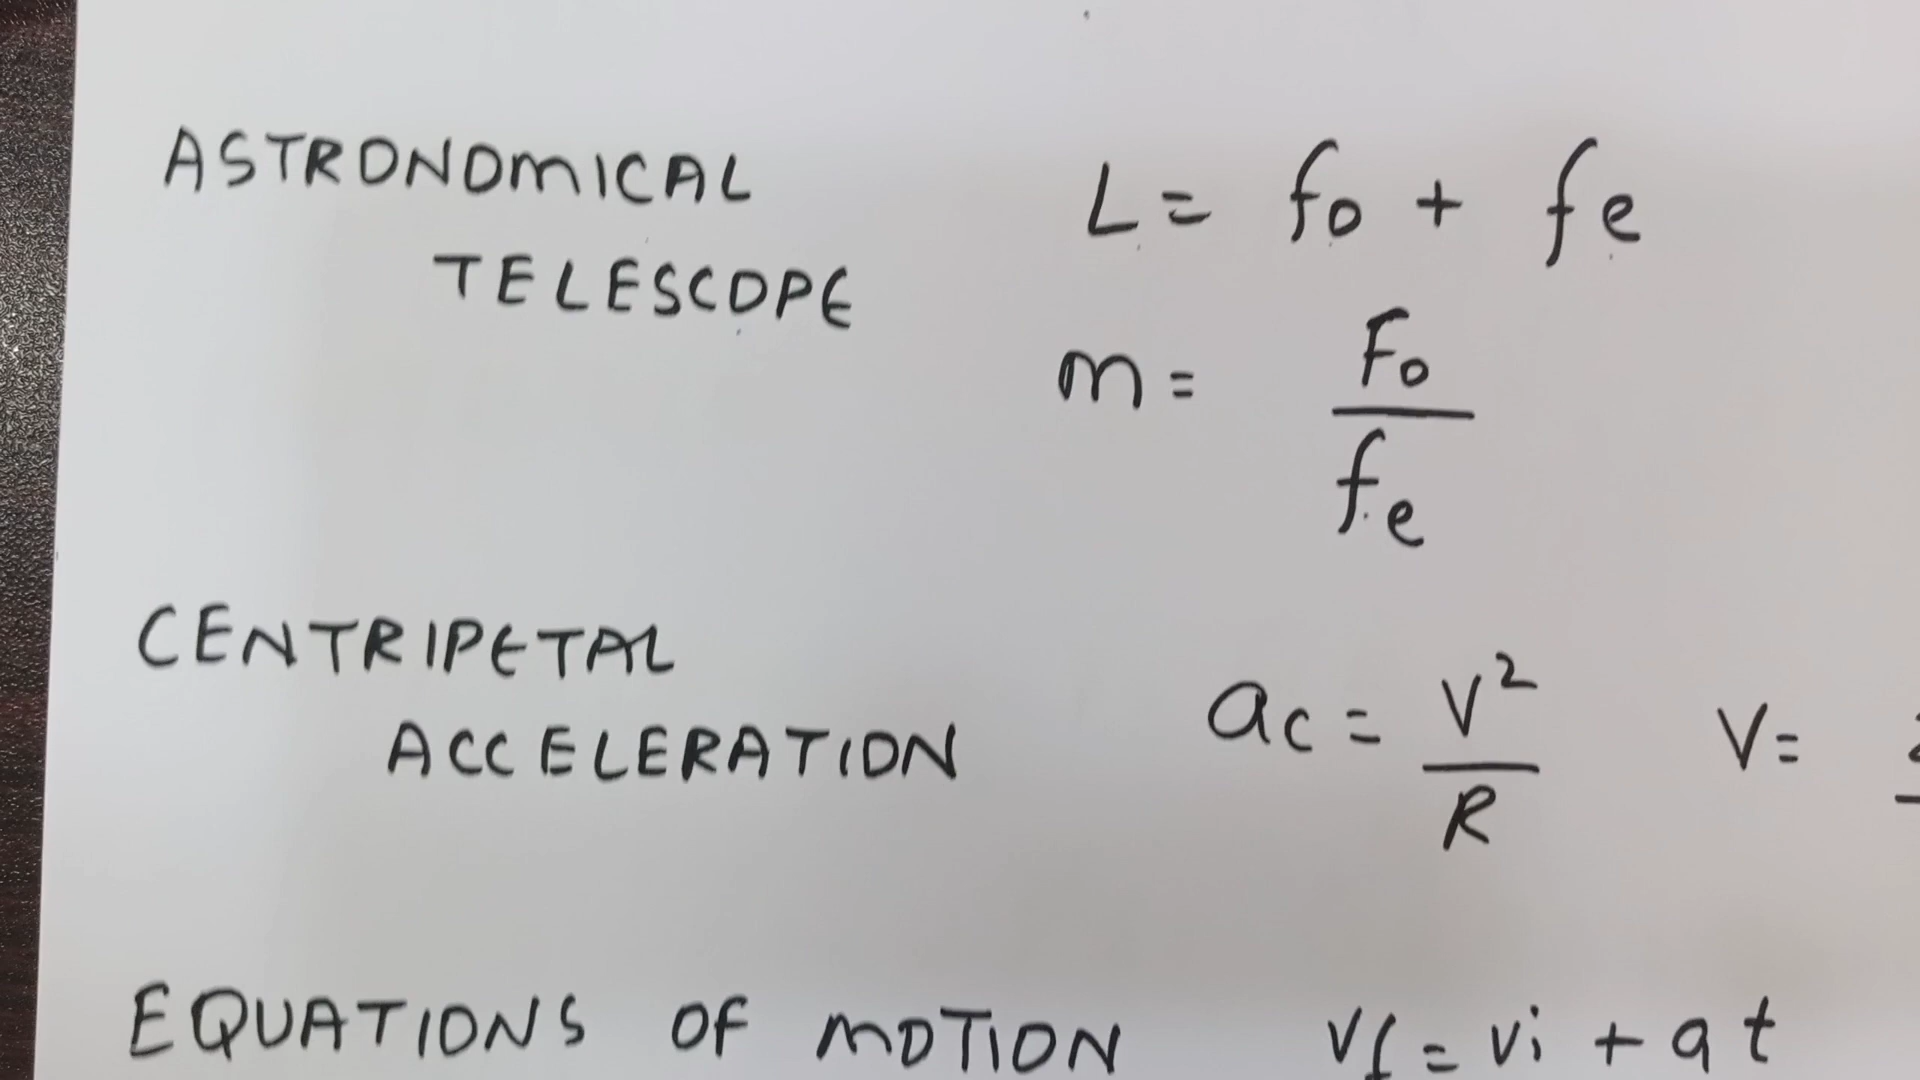 ASTRONOMICAL L = fo + fe
TELESCOPE
m = Fo / fe
CENTRIPETAL
ACCELERATION ac = V² / R V =
EQUATIONS OF MOTION vf = vi + at